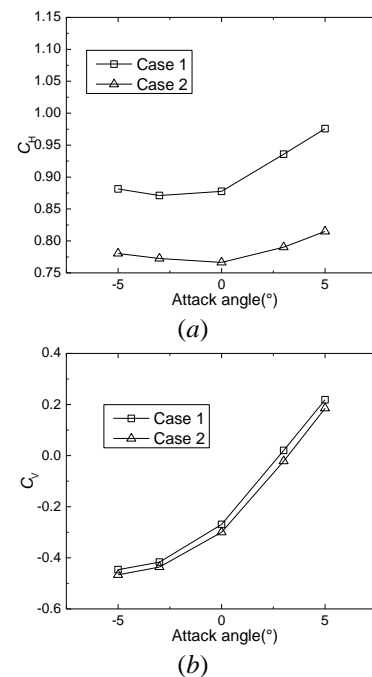 1.15
1.10
1.05
1.00
0.95
0.90
0.85
0.80
0.75
C_H
Case 1
Case 2
-5 0 5
Attack angle(°)
(a)
0.4
0.2
0.0
-0.2
-0.4
-0.6
C_V
Case 1
Case 2
-5 0 5
Attack angle(°)
(b)